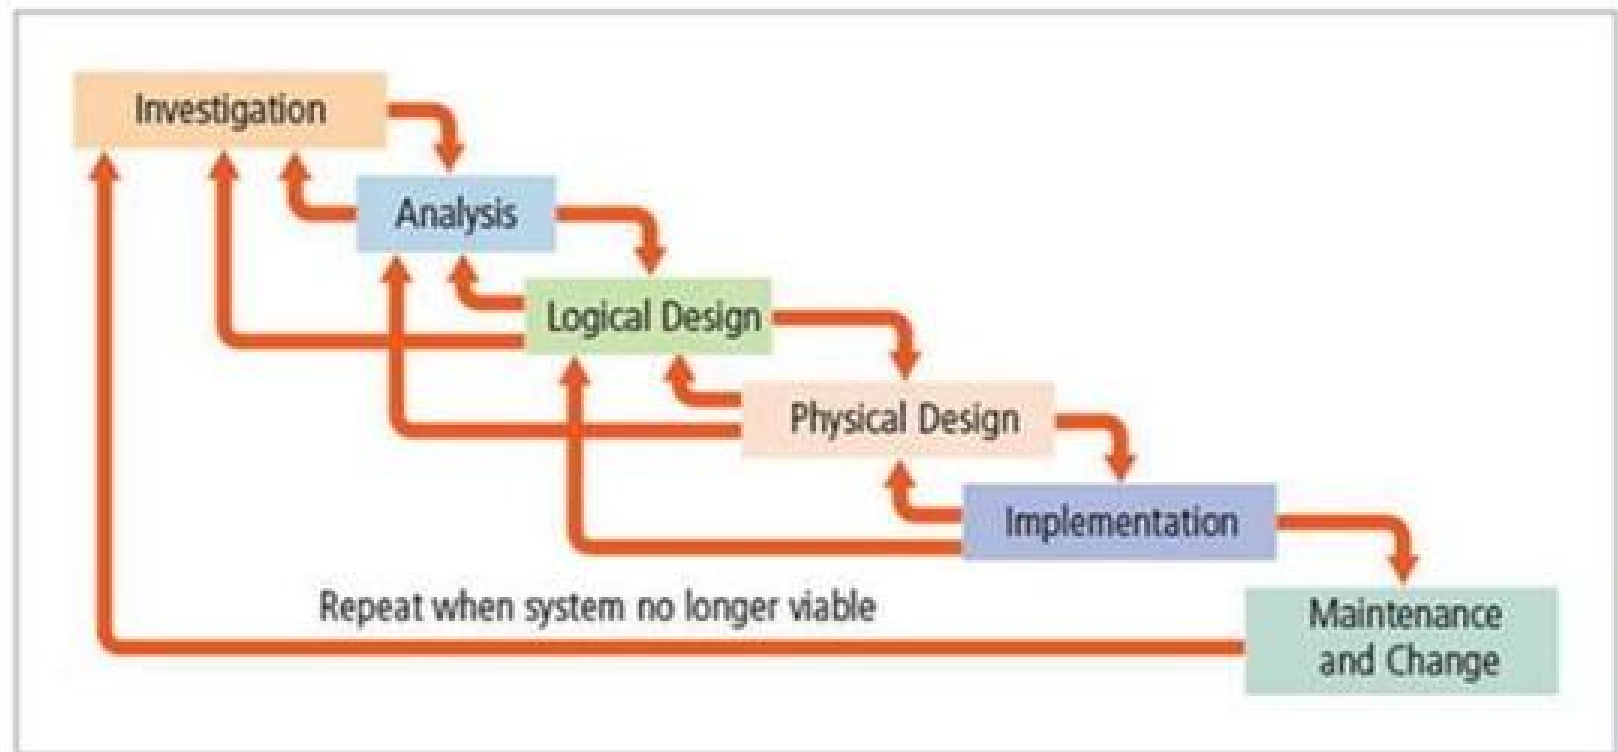 Investigation
Analysis
Logical Design
Physical Design
Implementation
Repeat when system no longer viable
Maintenance
and Change